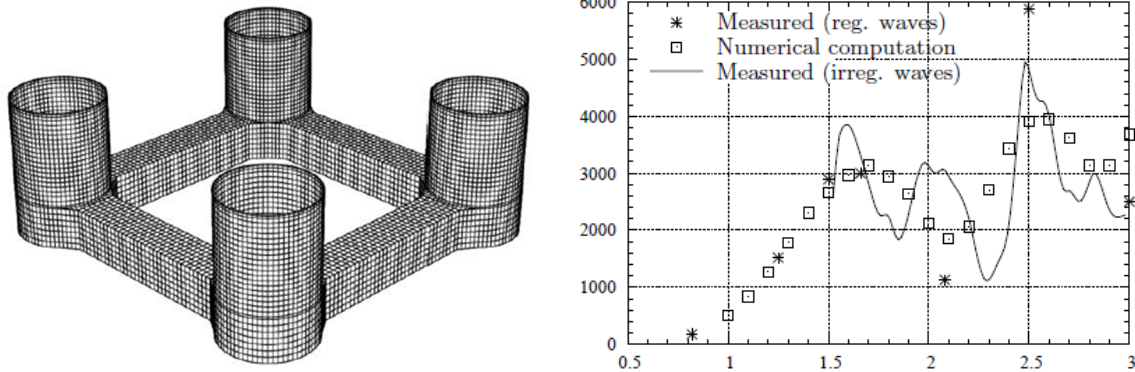 6000
Measured (reg. waves)
Numerical computation
Measured (irreg. waves)
5000
4000
3000
2000
1000
0
0.5 1 1.5 2 2.5 3